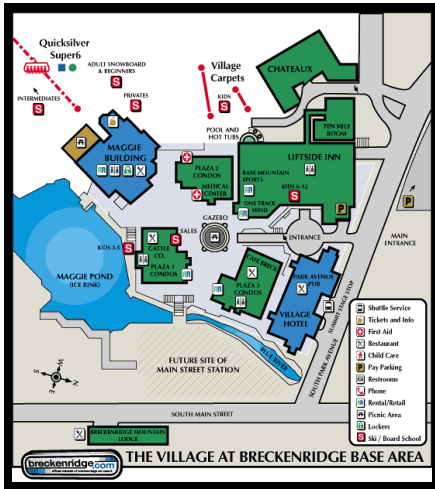 Quicksilver
Super6
ADULT SNOWBOARD
& BEGINNERS
S
PRIVATES
S
INTERMEDIATES
S
Village
Carpets
KIDS
S
CHATEAUX
POOL AND
HOT TUBS
TEN MILE
ROOM
LIFTSIDE INN
MAGGIE
BUILDING
PLAZA 2
CONDOS
MEDICAL
CENTER
BASE MOUNTAIN
SPORTS
KIDS 6-12
S
ONE TRACK
MIND
P
P
GAZEBO
SALES
S
KIDS 3-5
S
CATTLE
CO.
PLAZA 1
CONDOS
ENTRANCE
MAIN
ENTRANCE
CAFE BRECK
PLAZA 3
CONDOS
PARK AVENUE
PUB
VILLAGE
HOTEL
MAGGIE POND
(ICE RINK)
SUMMIT STAGE STOP
SOUTH PARK AVENUE
BLUE RIVER
FUTURE SITE OF
MAIN STREET STATION
W
N
S
E
SOUTH MAIN STREET
BRECKENRIDGE MOUNTAIN
LODGE
Shuttle Service
Tickets and Info
First Aid
Restaurant
Child Care
P Pay Parking
Restrooms
Phone
Rental/Retail
Picnic Area
Lockers
S Ski / Board School
breckenridge.com
THE VILLAGE AT BRECKENRIDGE BASE AREA